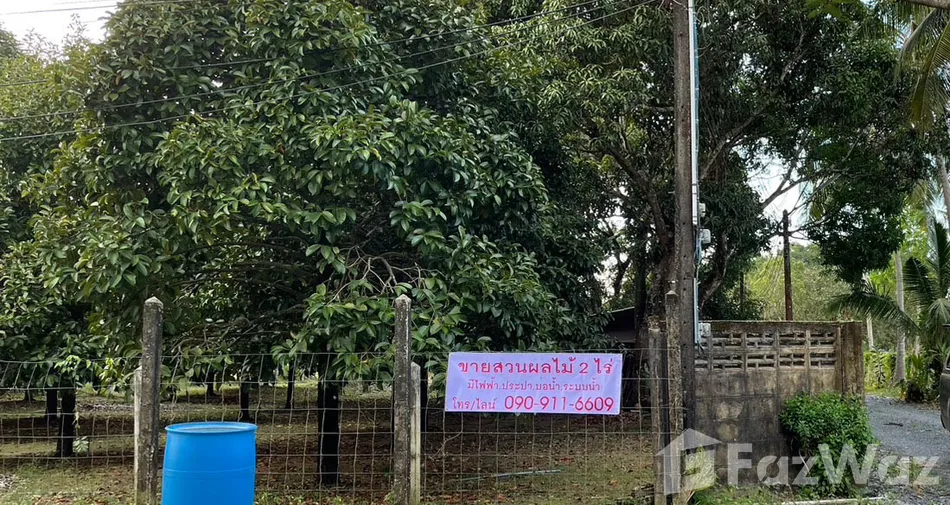 ขายสวนผลไม้ 2 ไร่
มีไฟฟ้า.ประปา.บ่อน้ำ.ระบบน้ำ
โทร/ไลน์ 090-911-6609
FazWaz